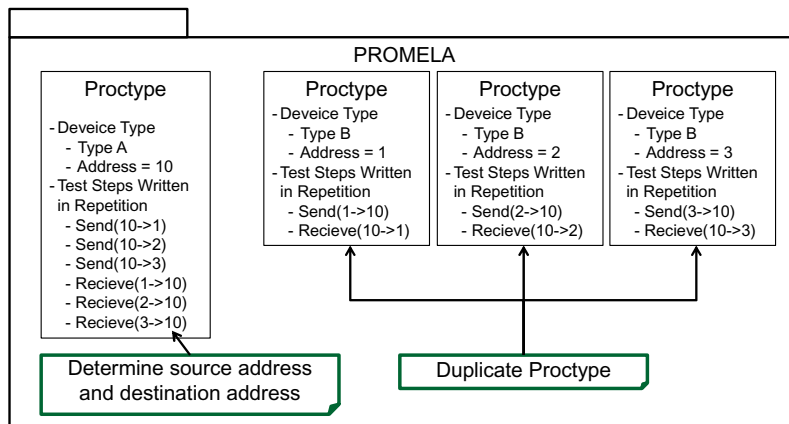 PROMELA
Proctype
- Deveice Type
- Type A
- Address = 10
- Test Steps Written
in Repetition
- Send(10->1)
- Send(10->2)
- Send(10->3)
- Recieve(1->10)
- Recieve(2->10)
- Recieve(3->10)
Proctype
- Deveice Type
- Type B
- Address = 1
- Test Steps Written
in Repetition
- Send(1->10)
- Recieve(10->1)
Proctype
- Deveice Type
- Type B
- Address = 2
- Test Steps Written
in Repetition
- Send(2->10)
- Recieve(10->2)
Proctype
- Deveice Type
- Type B
- Address = 3
- Test Steps Written
in Repetition
- Send(3->10)
- Recieve(10->3)
Determine source address
and destination address
Duplicate Proctype